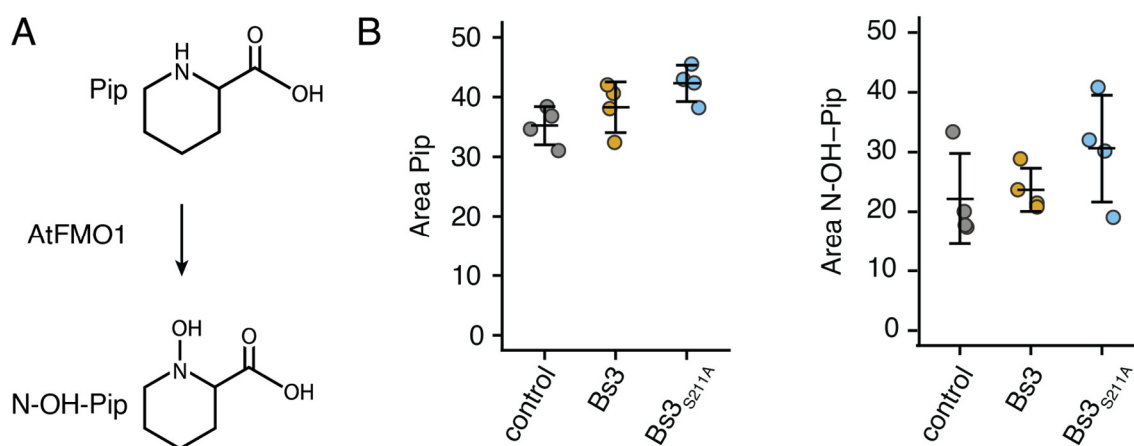 A
H
N
O
OH
Pip
AtFMO1
OH
N
O
OH
N-OH-Pip
B
Area Pip
50
40
30
20
10
0
control
Bs3
Bs3S211A
Area N-OH–Pip
50
40
30
20
10
0
control
Bs3
Bs3S211A